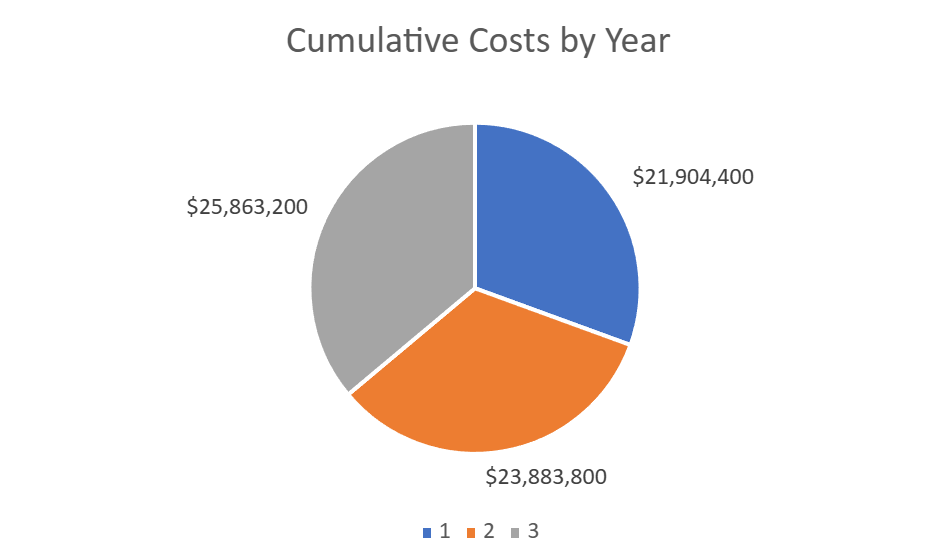 Cumulative Costs by Year
$21,904,400
$25,863,200
$23,883,800
1 2 3